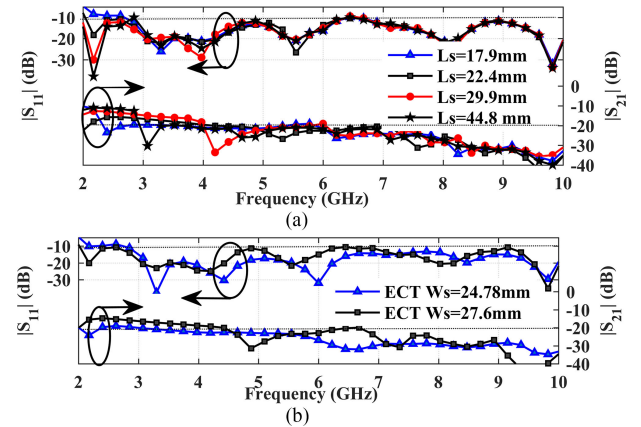 -10
-20
-30
|S11| (dB)
Ls=17.9mm
Ls=22.4mm
Ls=29.9mm
Ls=44.8 mm
0
-10
-20
-30
-40
|S21| (dB)
2 3 4 5 6 7 8 9 10
Frequency (GHz)
(a)
-10
-20
-30
|S11| (dB)
ECT Ws=24.78mm
ECT Ws=27.6mm
0
-10
-20
-30
-40
|S21| (dB)
2 3 4 5 6 7 8 9 10
Frequency (GHz)
(b)